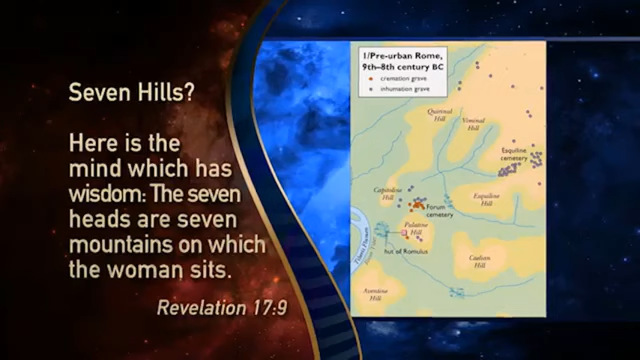 Seven Hills?
Here is the
mind which has
wisdom: The seven
heads are seven
mountains on which
the woman sits.
Revelation 17:9
1/Pre-urban Rome,
9th–8th century BC
cremation grave
inhumation grave
Quirinal
Hill
Viminal
Hill
Esquiline
cemetery
Capitoline
Hill
Forum
cemetery
Esquiline
Hill
Palatine
Hill
hut of Romulus
Caelian
Hill
Aventine
Hill